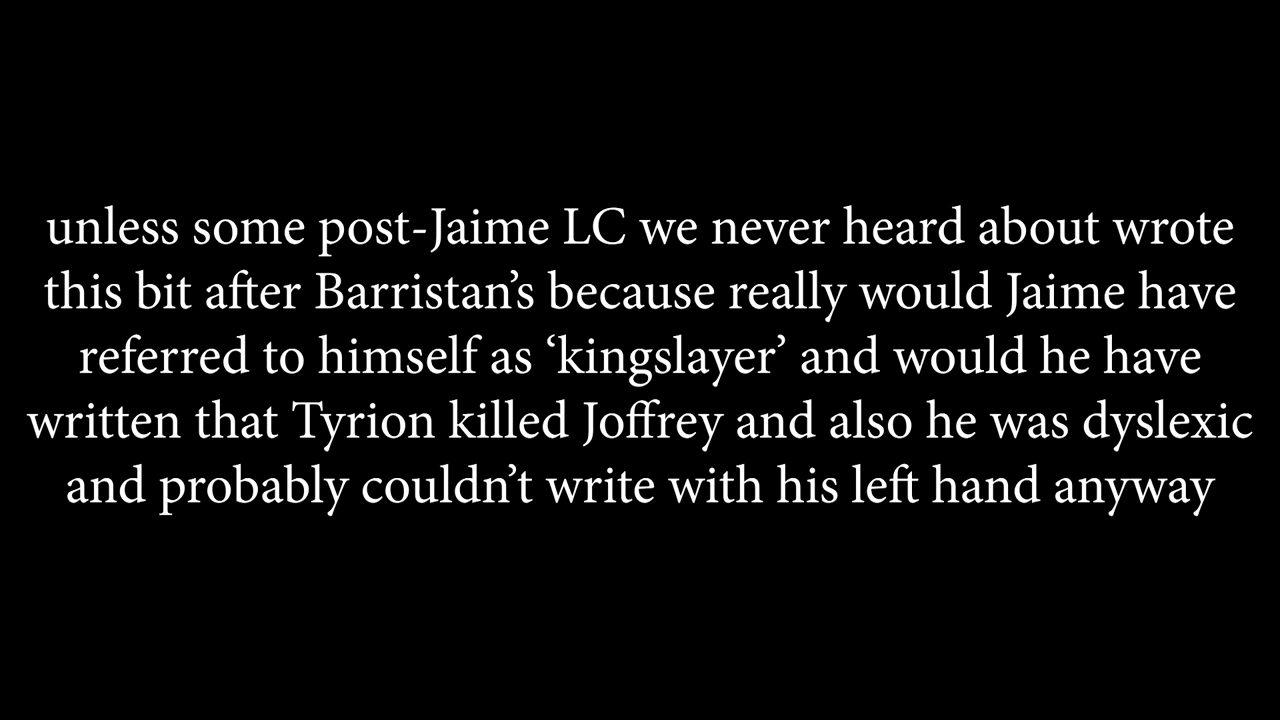 unless some post-Jaime LC we never heard about wrote
this bit after Barristan’s because really would Jaime have
referred to himself as ‘kingslayer’ and would he have
written that Tyrion killed Joffrey and also he was dyslexic
and probably couldn’t write with his left hand anyway